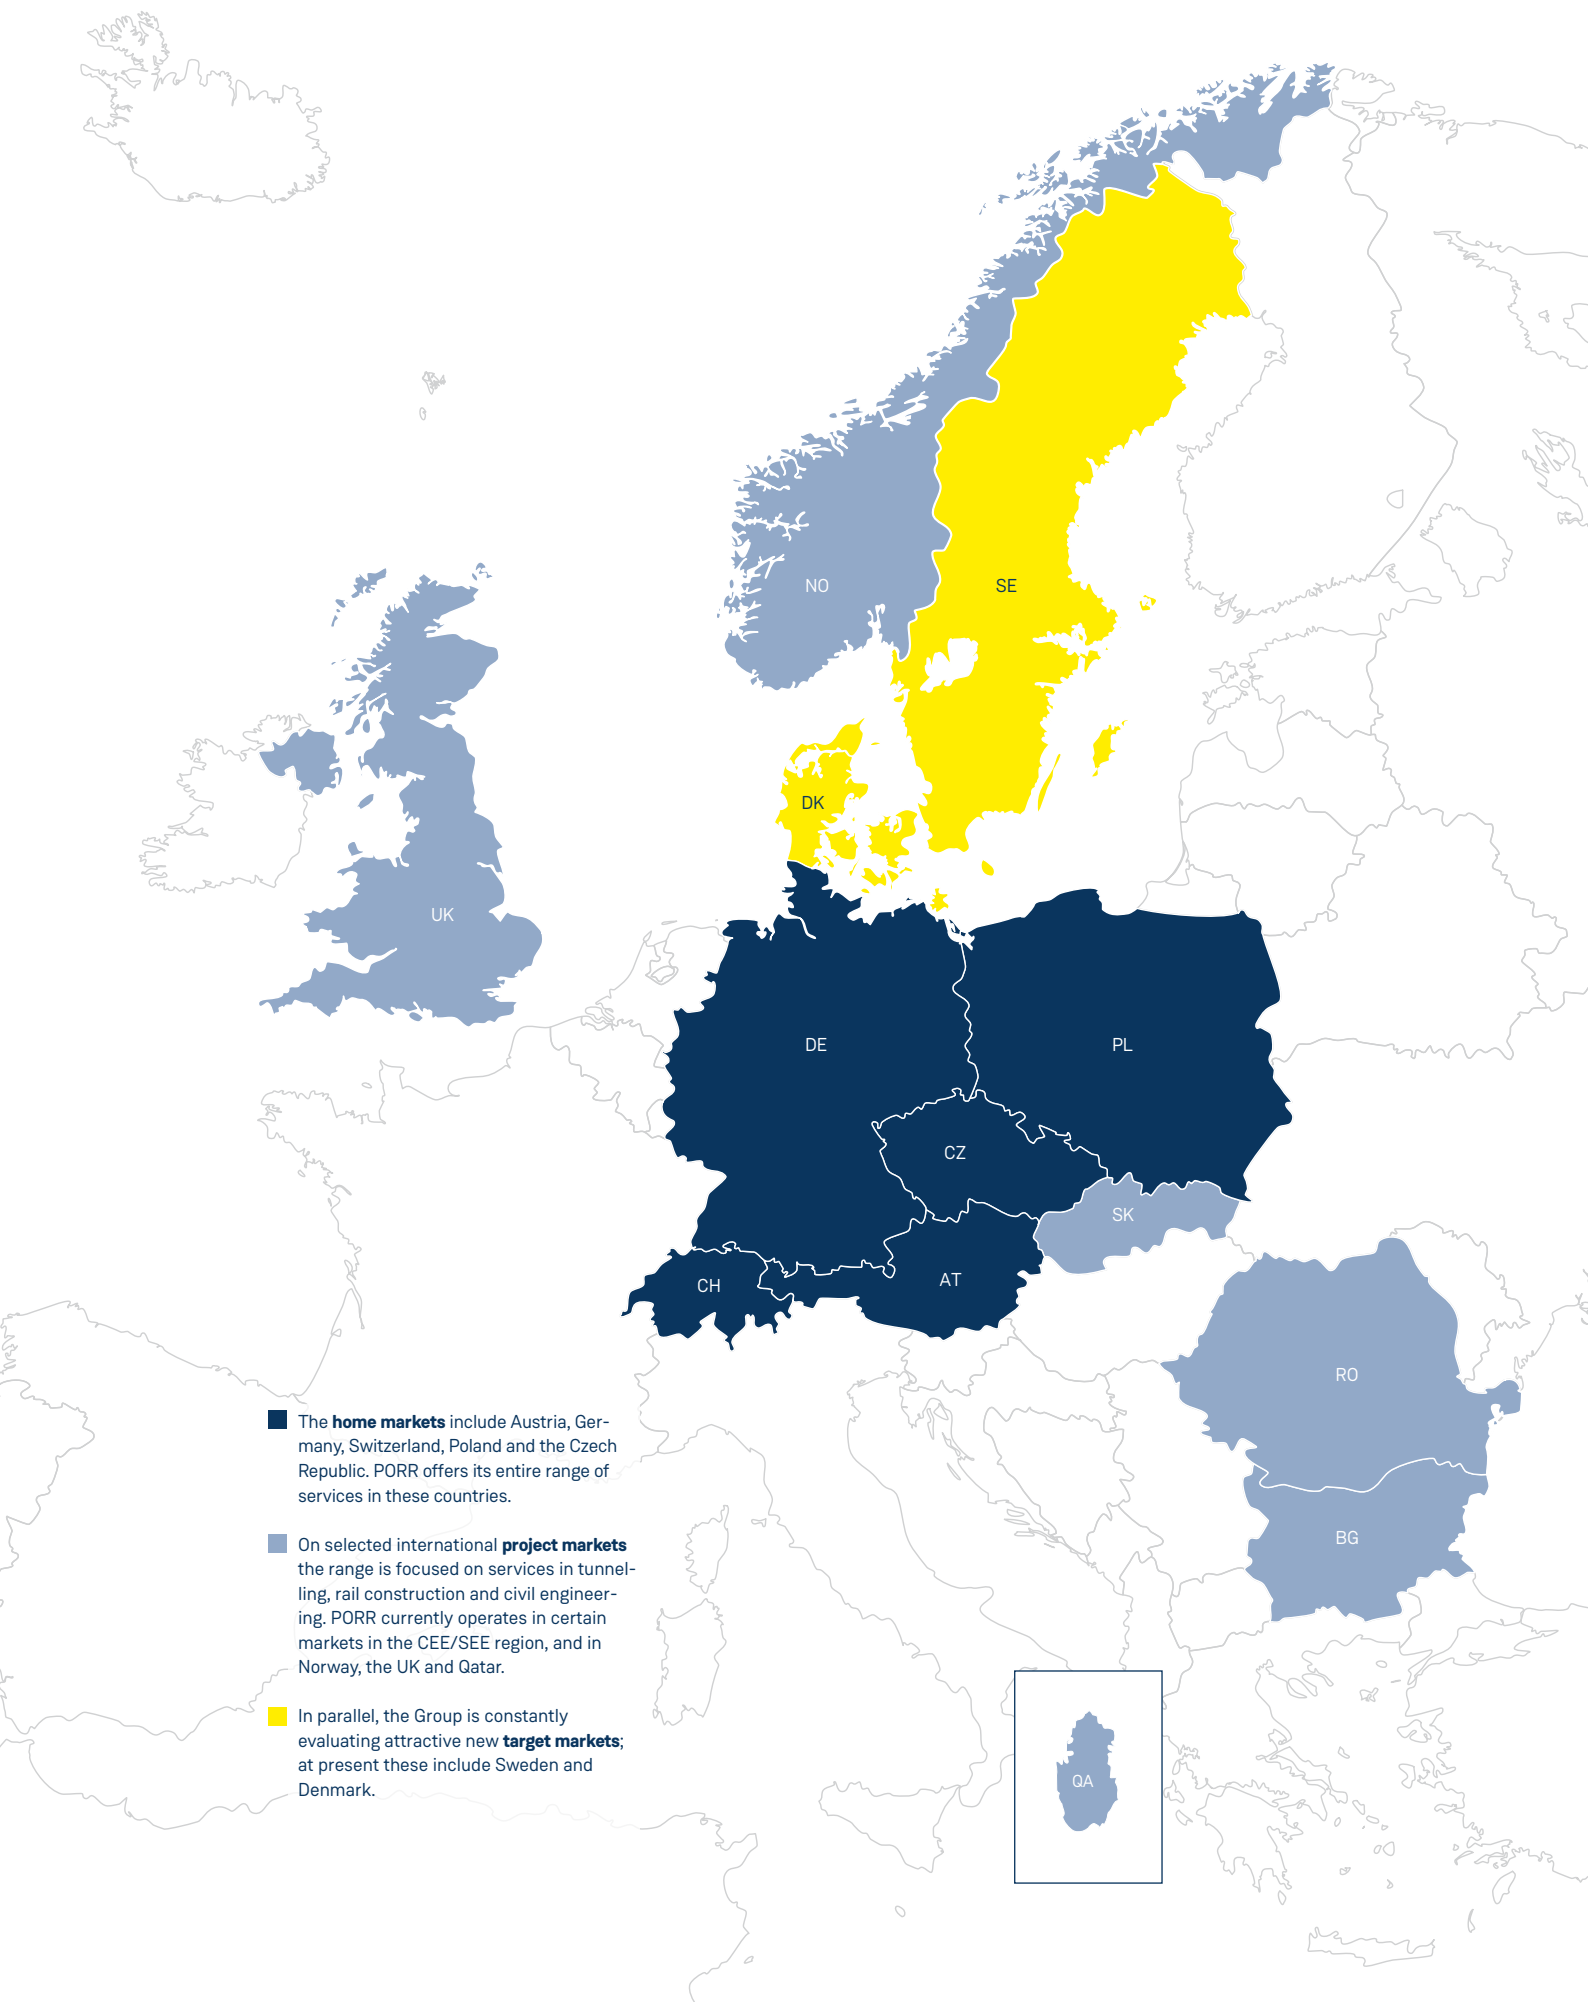 NO
SE
DK
UK
DE
PL
CZ
SK
AT
CH
RO
BG
The home markets include Austria, Ger-
many, Switzerland, Poland and the Czech
Republic. PORR offers its entire range of
services in these countries.
On selected international project markets
the range is focused on services in tunnel-
ling, rail construction and civil engineer-
ing. PORR currently operates in certain
markets in the CEE/SEE region, and in
Norway, the UK and Qatar.
In parallel, the Group is constantly
evaluating attractive new target markets;
at present these include Sweden and
Denmark.
QA